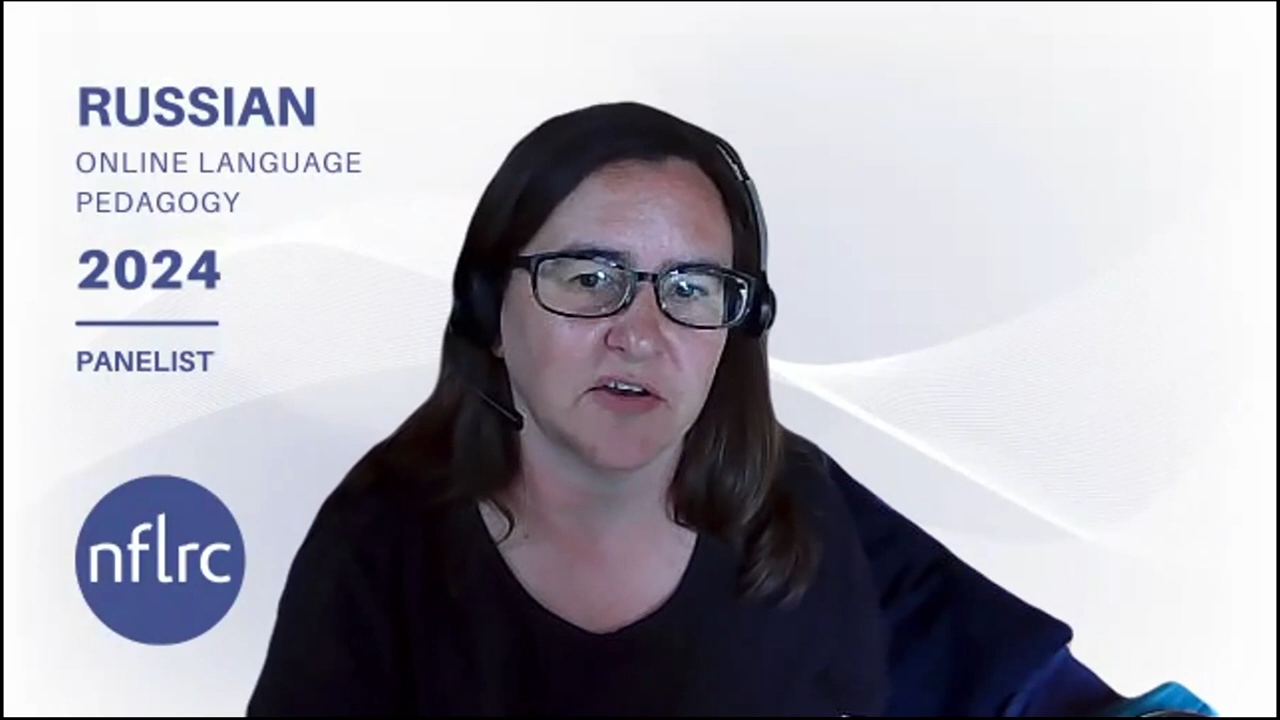 RUSSIAN
ONLINE LANGUAGE
PEDAGOGY
2024
PANELIST
nflrc